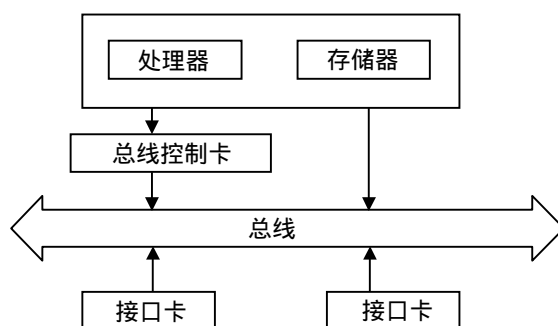 处理器
存储器
总线控制卡
总线
接口卡
接口卡